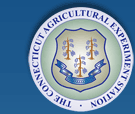 THE CONNECTICUT AGRICULTURAL EXPERIMENT STATION